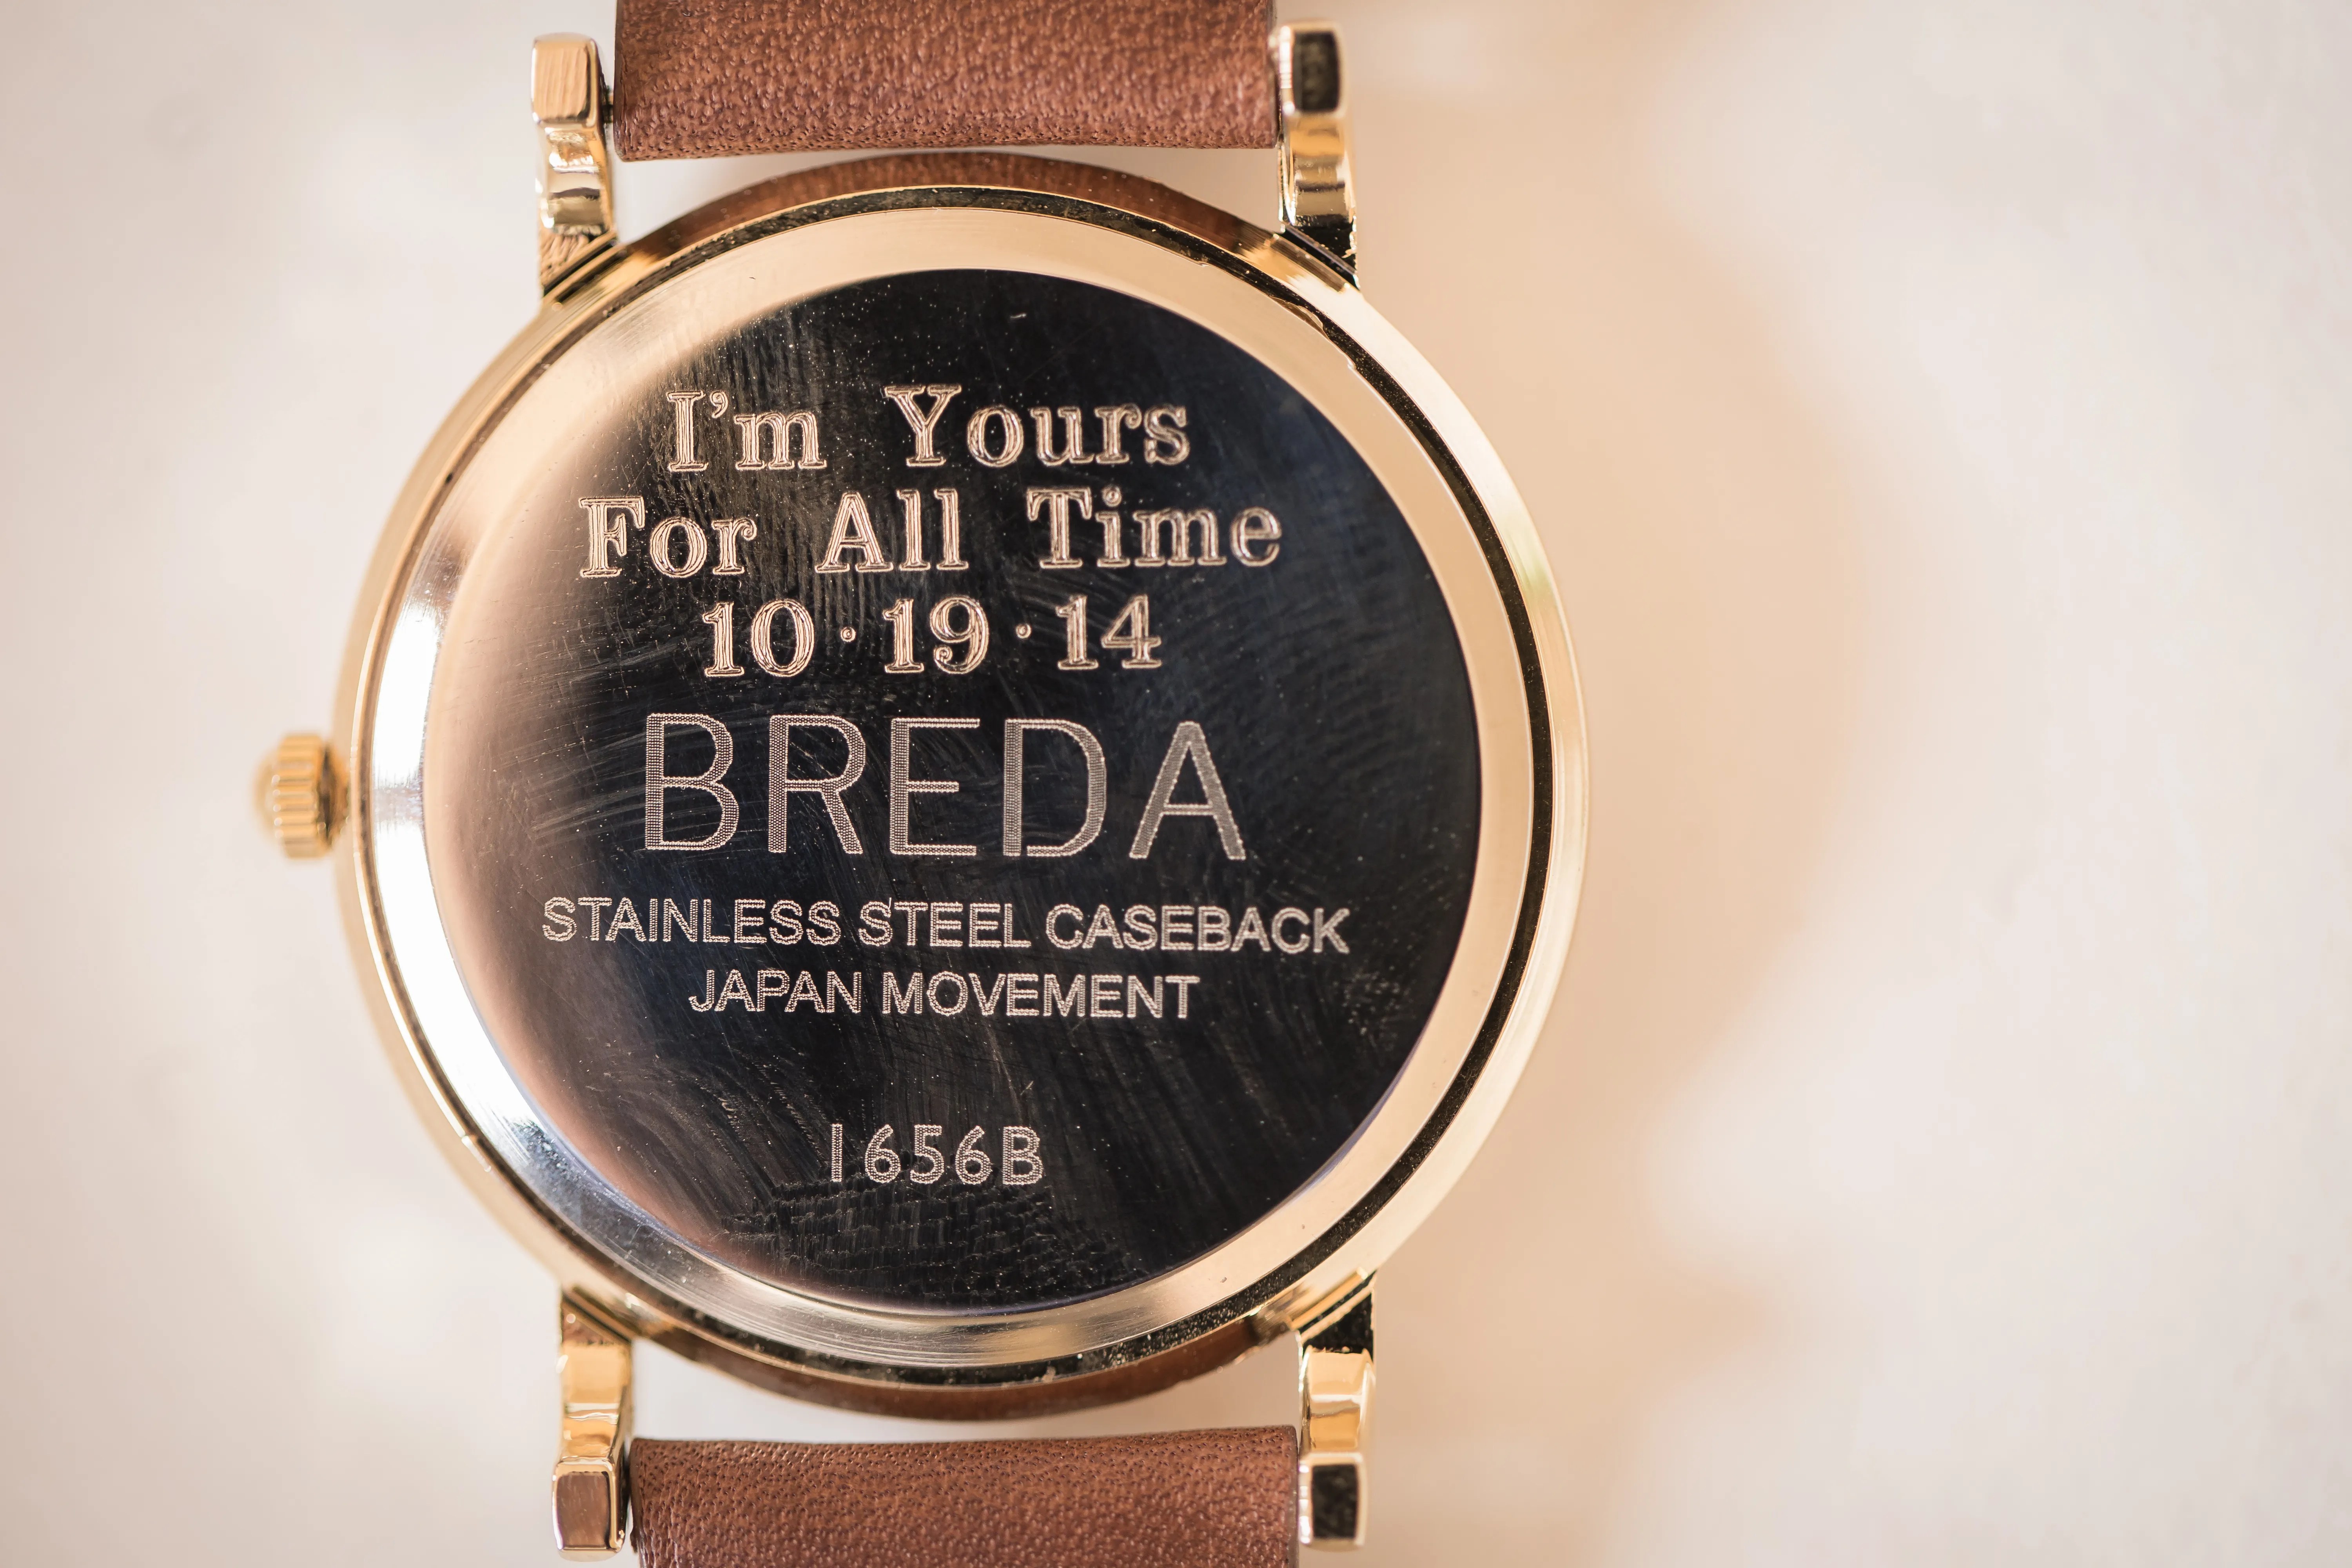 I'm Yours
For All Time
10·19·14
BREDA
STAINLESS STEEL CASEBACK
JAPAN MOVEMENT
1656B